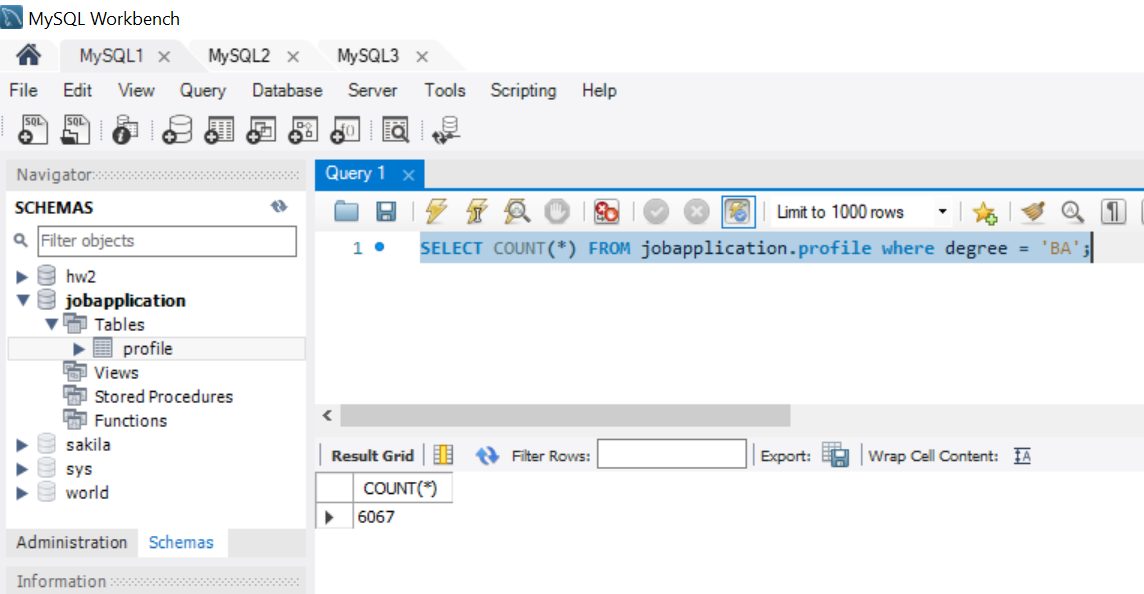 MySQL Workbench
MySQL1 MySQL2 MySQL3
File Edit View Query Database Server Tools Scripting Help
SQL SQL
Navigator
SCHEMAS
Filter objects
hw2
jobapplication
Tables
profile
Views
Stored Procedures
Functions
sakila
sys
world
Administration Schemas
Information
Query 1
Limit to 1000 rows
1 SELECT COUNT(*) FROM jobapplication.profile where degree = 'BA';
Result Grid Filter Rows: Export: Wrap Cell Content: IA
COUNT(*)
6067